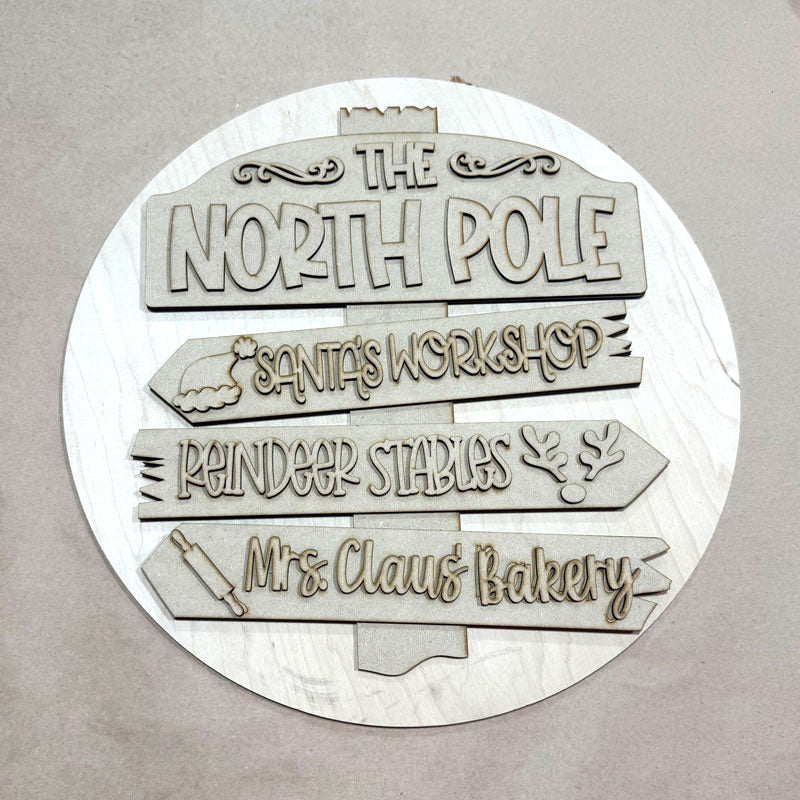 THE
NORTH POLE
SANTA'S WORKSHOP
REINDEER STABLES
Mrs. Claus' Bakery